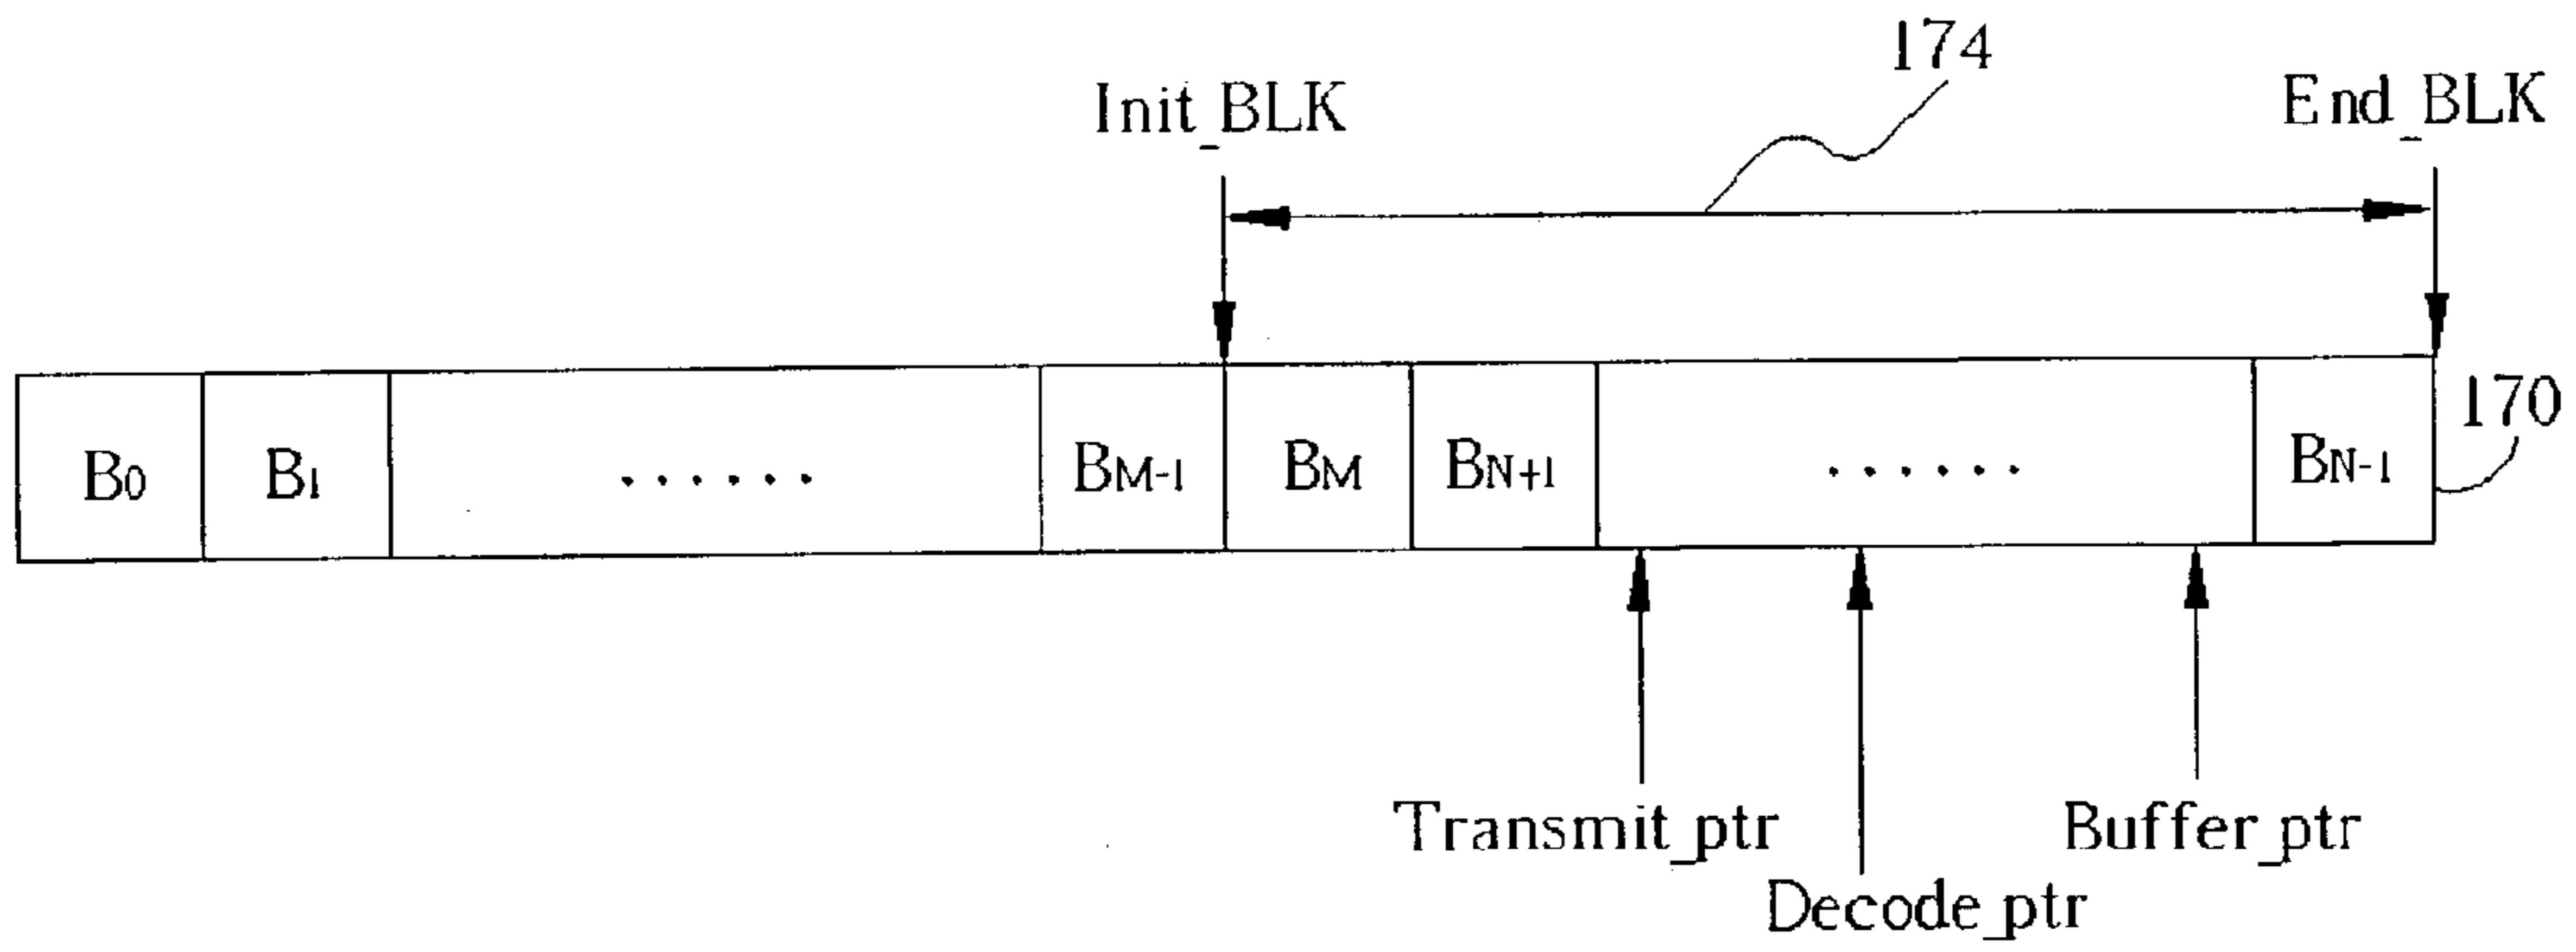 174
Init_BLK
End_BLK
170
B0 B1 ...... BM-1 BM BN+1 ...... BN-1
Transmit_ptr
Buffer_ptr
Decode_ptr